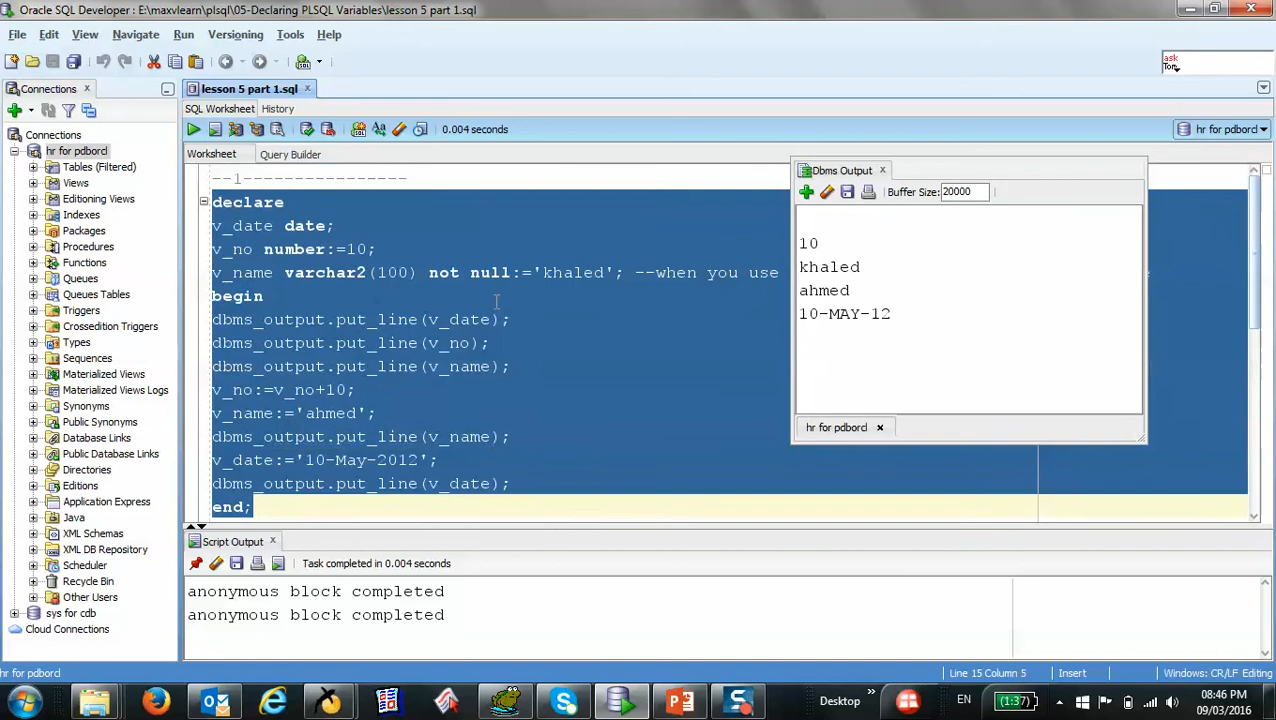 Oracle SQL Developer : E:\maxvlearn\plsql\05-Declaring PLSQL Variables\lesson 5 part 1.sql
File Edit View Navigate Run Versioning Tools Help
ask
Tom
Connections
lesson 5 part 1.sql
SQL Worksheet History
0.004 seconds
hr for pdborcl
Worksheet Query Builder
Connections
hr for pdborcl
Tables (Filtered)
Views
Editioning Views
Indexes
Packages
Procedures
Functions
Queues
Queues Tables
Triggers
Crossedition Triggers
Types
Sequences
Materialized Views
Materialized Views Logs
Synonyms
Public Synonyms
Database Links
Public Database Links
Directories
Editions
Application Express
Java
XML Schemas
XML DB Repository
Scheduler
Recycle Bin
Other Users
sys for cdb
Cloud Connections
--1----------------
declare
v_date date;
v_no number:=10;
v_name varchar2(100) not null:='khaled'; --when you use
begin
dbms_output.put_line(v_date);
dbms_output.put_line(v_no);
dbms_output.put_line(v_name);
v_no:=v_no+10;
v_name:='ahmed';
dbms_output.put_line(v_name);
v_date:='10-May-2012';
dbms_output.put_line(v_date);
end;
Dbms Output
Buffer Size: 20000
10
khaled
ahmed
10-MAY-12
hr for pdborcl
Script Output
Task completed in 0.004 seconds
anonymous block completed
anonymous block completed
hr for pdborcl
Line 15 Column 5 Insert Windows: CR/LF Editing
Desktop
EN
(1:37)
08:46 PM
09/03/2016